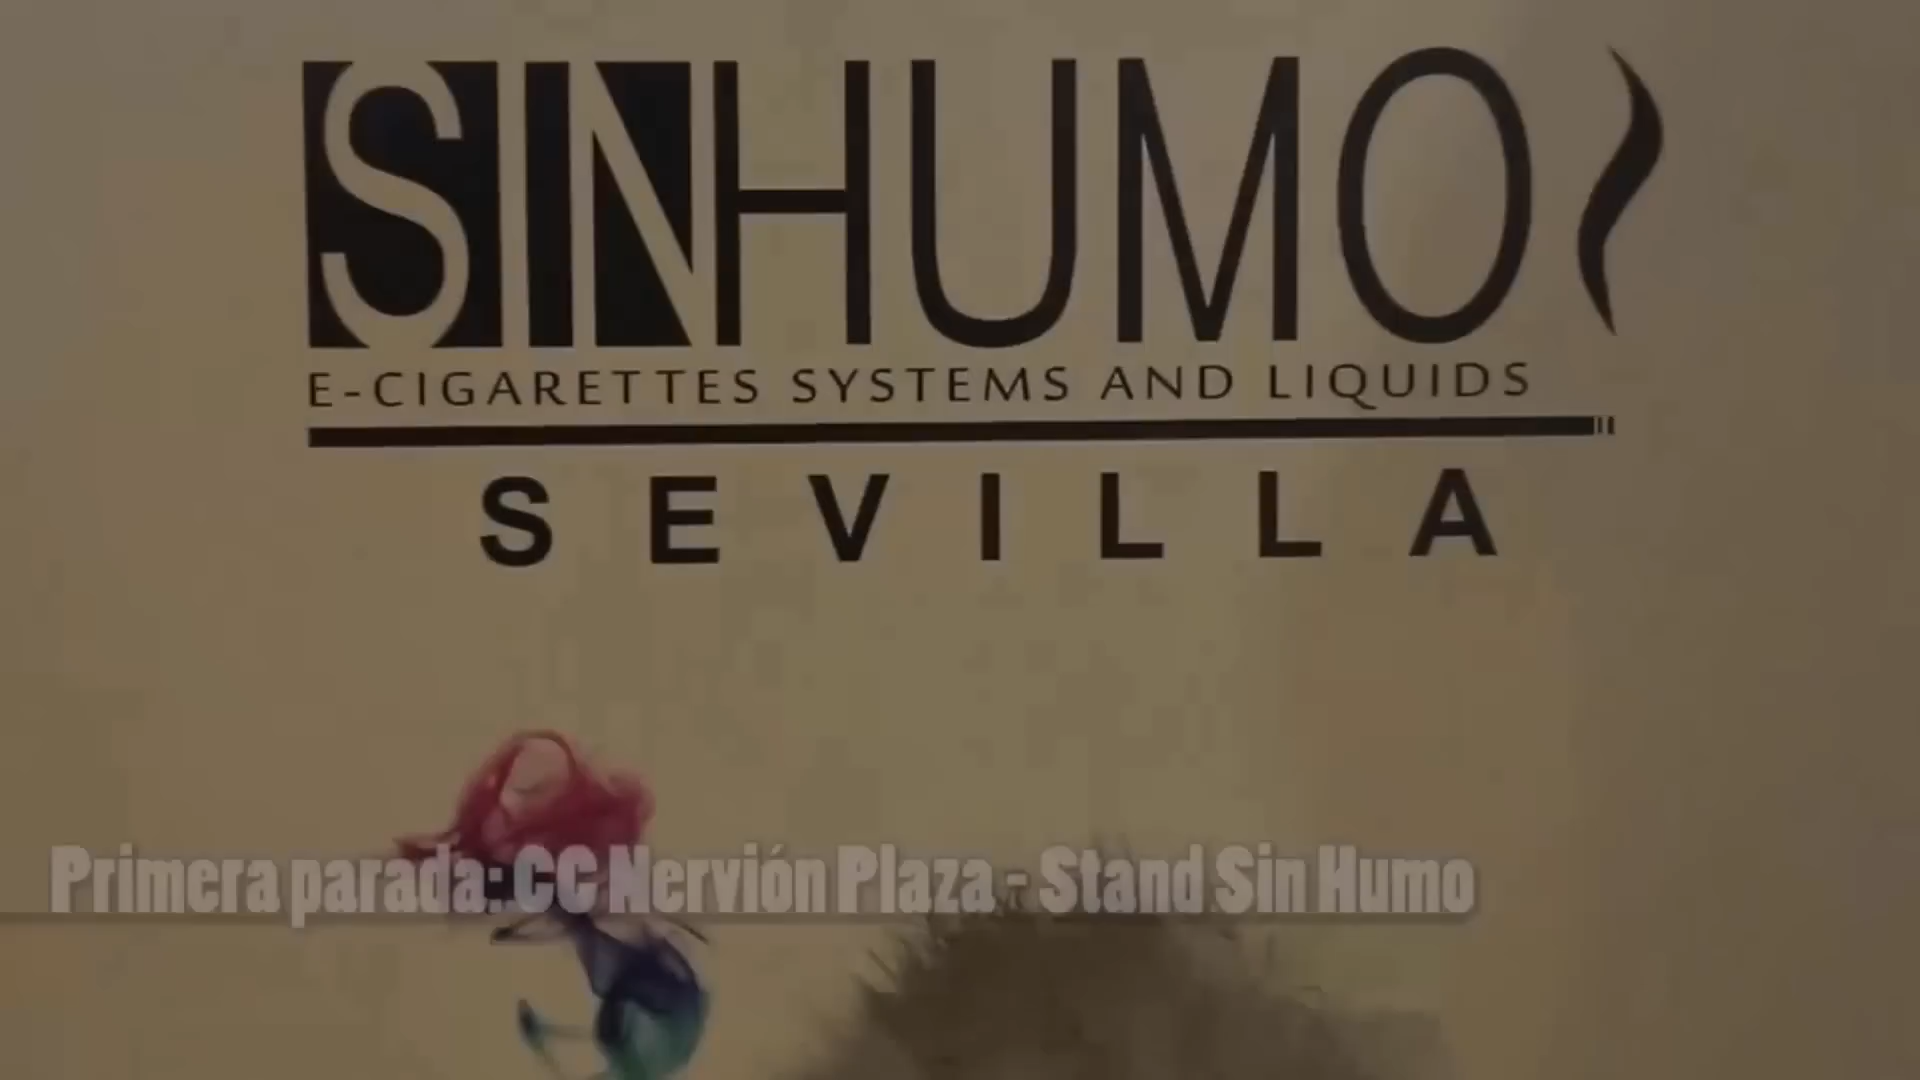 SINHUMO
E-CIGARETTES SYSTEMS AND LIQUIDS
SEVILLA
Primera parada: CC Nervión Plaza - Stand Sin Humo